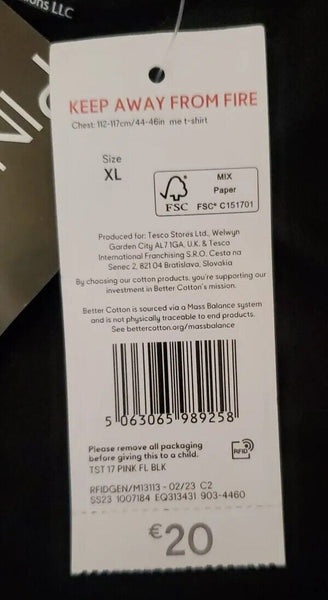 ions LLC
PIN
KEEP AWAY FROM FIRE
Chest: 112-117cm/44-46in me t-shirt
Size
XL
FSC
MIX
Paper
FSC® C151701
Produced for: Tesco Stores Ltd., Welwyn
Garden City AL7 1GA, U.K. & Tesco
International Franchising S.R.O. Cesta na
Senec 2, 821 04 Bratislava, Slovakia
By choosing our cotton products, you're supporting our
investment in Better Cotton's mission.
Better Cotton is sourced via a Mass Balance system
and is not physically traceable to end products.
See bettercotton.org/massbalance
5 063065 989258
Please remove all packaging
before giving this to a child.
RFID
TST 17 PINK FL BLK
RFIDGEN/M13113 - 02/23 C2
SS23 1007184 EQ313431 903-4460
€20